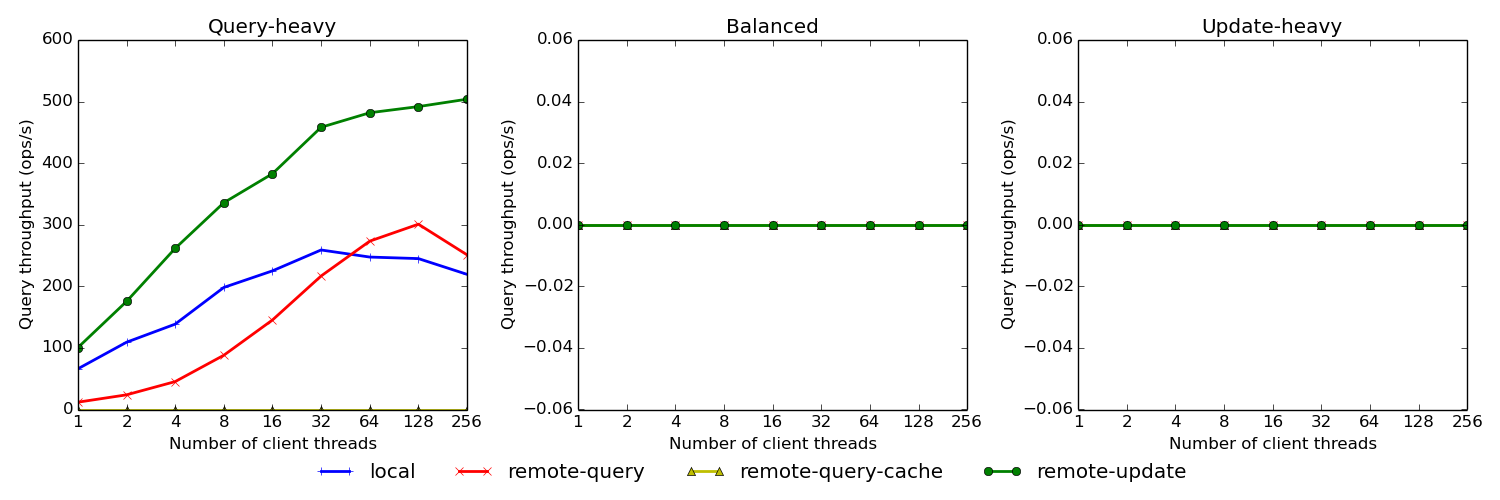 Query-heavy
Balanced
Update-heavy
600
500
400
300
200
100
0
Query throughput (ops/s)
1 2 4 8 16 32 64 128 256
Number of client threads
0.06
0.04
0.02
0.00
−0.02
−0.04
−0.06
Query throughput (ops/s)
1 2 4 8 16 32 64 128 256
Number of client threads
0.06
0.04
0.02
0.00
−0.02
−0.04
−0.06
Query throughput (ops/s)
1 2 4 8 16 32 64 128 256
Number of client threads
local remote-query remote-query-cache remote-update